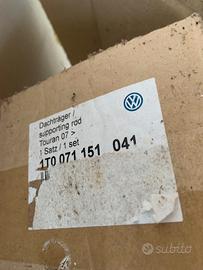 Dachträger /
supporting rod
Touran 07 >
1 Satz / 1 set
1T0 071 151 041
subito